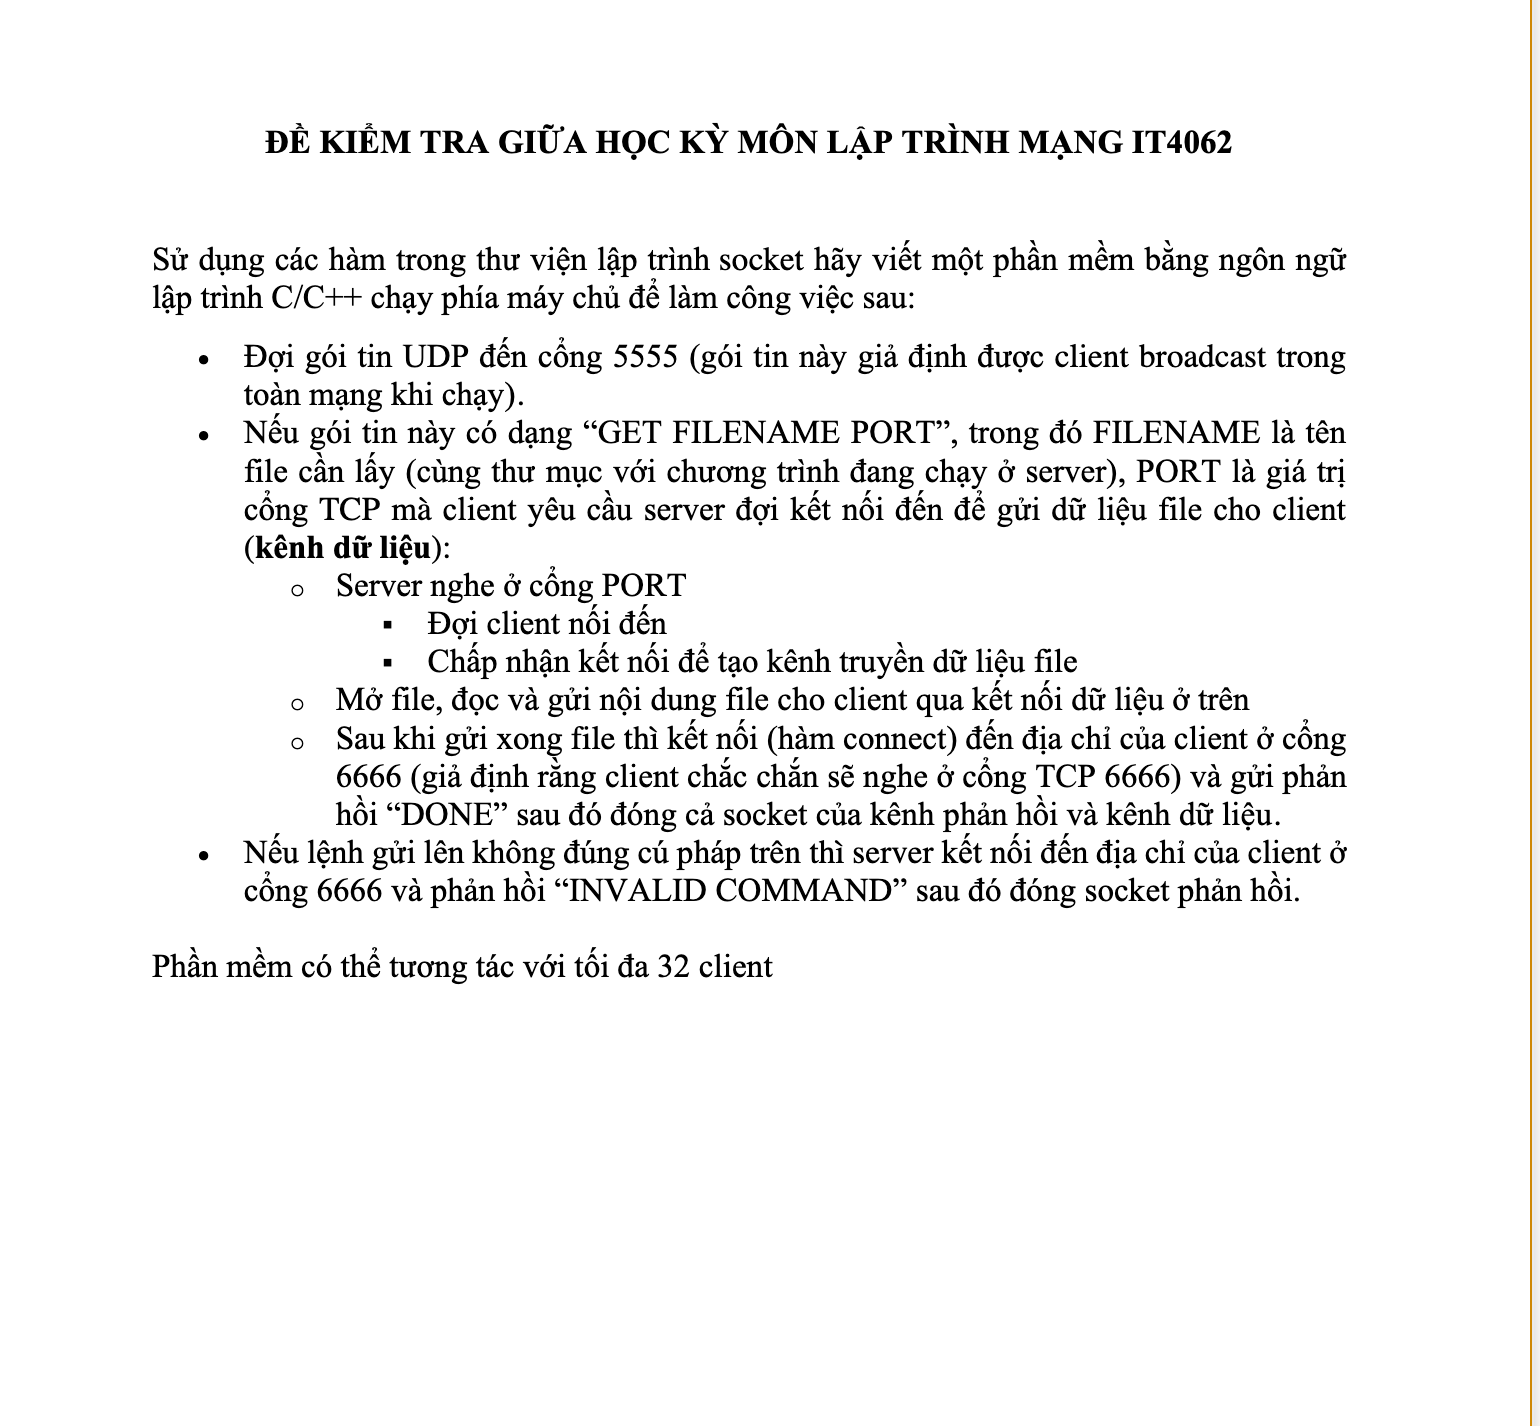 ĐỀ KIỂM TRA GIỮA HỌC KỲ MÔN LẬP TRÌNH MẠNG IT4062
Sử dụng các hàm trong thư viện lập trình socket hãy viết một phần mềm bằng ngôn ngữ
lập trình C/C++ chạy phía máy chủ để làm công việc sau:
• Đợi gói tin UDP đến cổng 5555 (gói tin này giả định được client broadcast trong
toàn mạng khi chạy).
• Nếu gói tin này có dạng “GET FILENAME PORT”, trong đó FILENAME là tên
file cần lấy (cùng thư mục với chương trình đang chạy ở server), PORT là giá trị
cổng TCP mà client yêu cầu server đợi kết nối đến để gửi dữ liệu file cho client
(kênh dữ liệu):
o Server nghe ở cổng PORT
▪ Đợi client nối đến
▪ Chấp nhận kết nối để tạo kênh truyền dữ liệu file
o Mở file, đọc và gửi nội dung file cho client qua kết nối dữ liệu ở trên
o Sau khi gửi xong file thì kết nối (hàm connect) đến địa chỉ của client ở cổng
6666 (giả định rằng client chắc chắn sẽ nghe ở cổng TCP 6666) và gửi phản
hồi “DONE” sau đó đóng cả socket của kênh phản hồi và kênh dữ liệu.
• Nếu lệnh gửi lên không đúng cú pháp trên thì server kết nối đến địa chỉ của client ở
cổng 6666 và phản hồi “INVALID COMMAND” sau đó đóng socket phản hồi.
Phần mềm có thể tương tác với tối đa 32 client